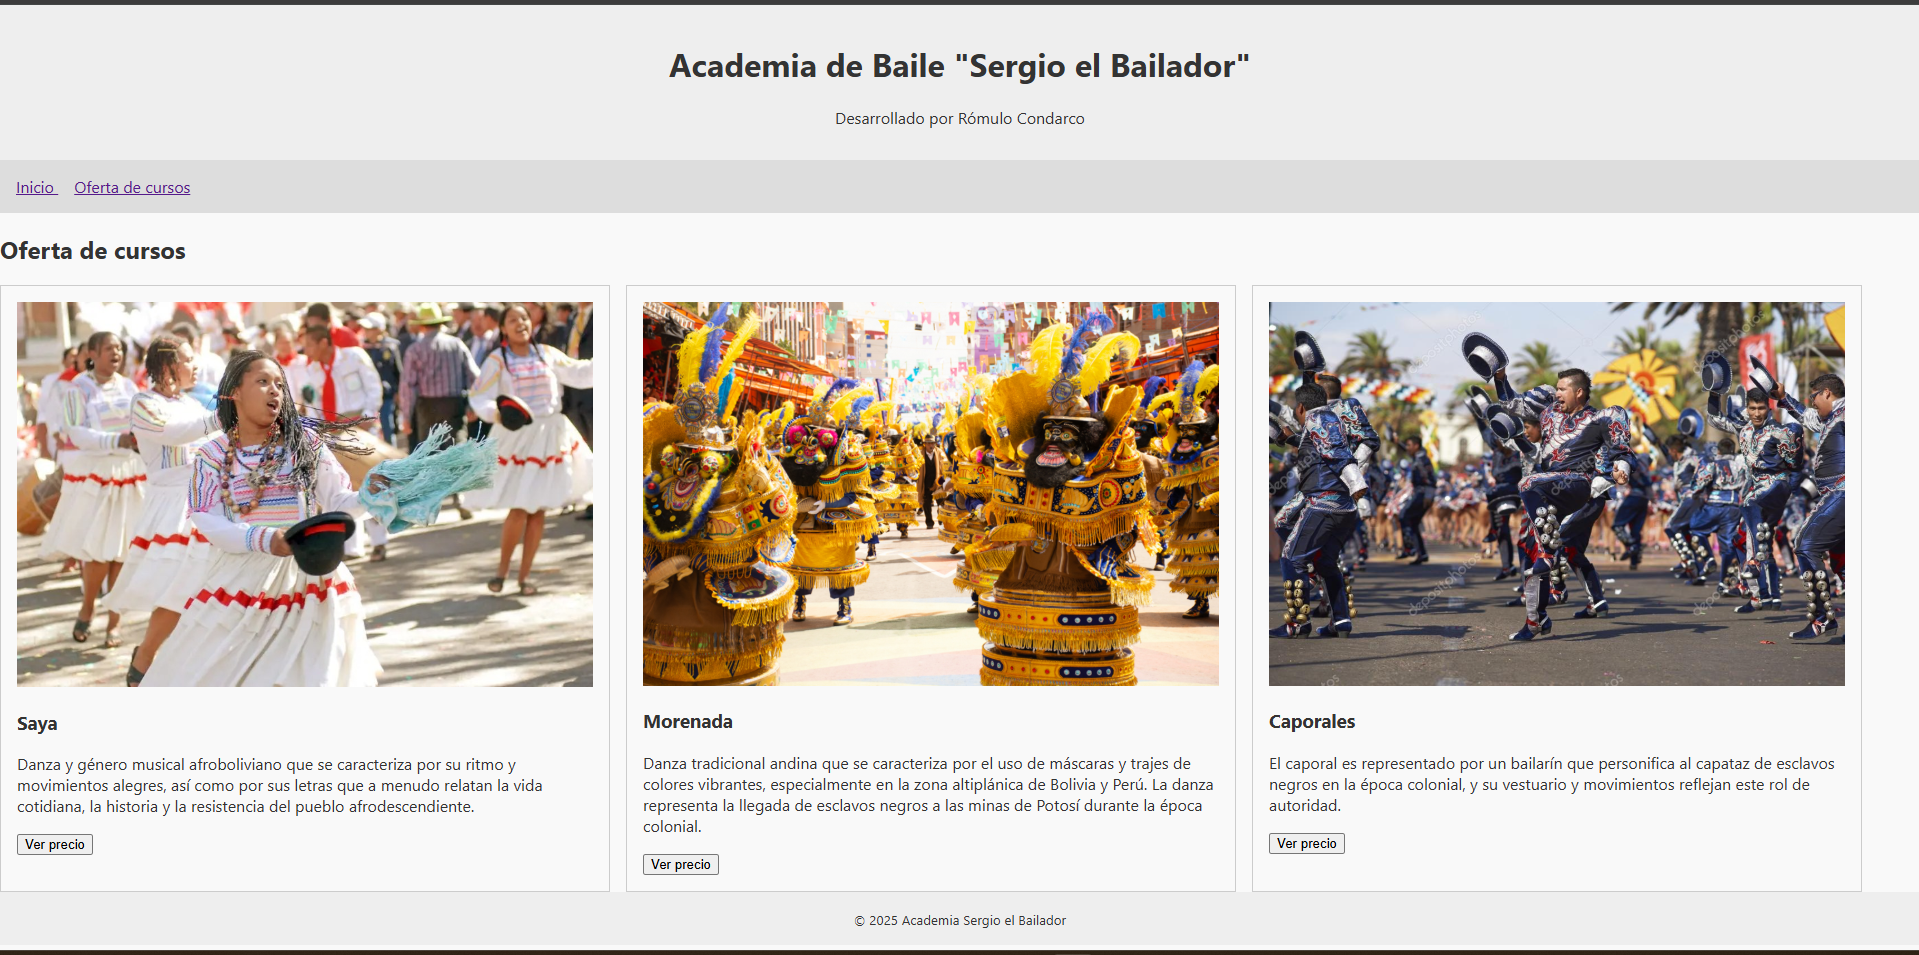 Academia de Baile "Sergio el Bailador"
Desarrollado por Rómulo Condarco
Inicio Oferta de cursos
Oferta de cursos
depositphotos
depositphotos
depositphotos
Saya
Danza y género musical afroboliviano que se caracteriza por su ritmo y
movimientos alegres, así como por sus letras que a menudo relatan la vida
cotidiana, la historia y la resistencia del pueblo afrodescendiente.
Ver precio
Morenada
Danza tradicional andina que se caracteriza por el uso de máscaras y trajes de
colores vibrantes, especialmente en la zona altiplánica de Bolivia y Perú. La danza
representa la llegada de esclavos negros a las minas de Potosí durante la época
colonial.
Ver precio
Caporales
El caporal es representado por un bailarín que personifica al capataz de esclavos
negros en la época colonial, y su vestuario y movimientos reflejan este rol de
autoridad.
Ver precio
© 2025 Academia Sergio el Bailador